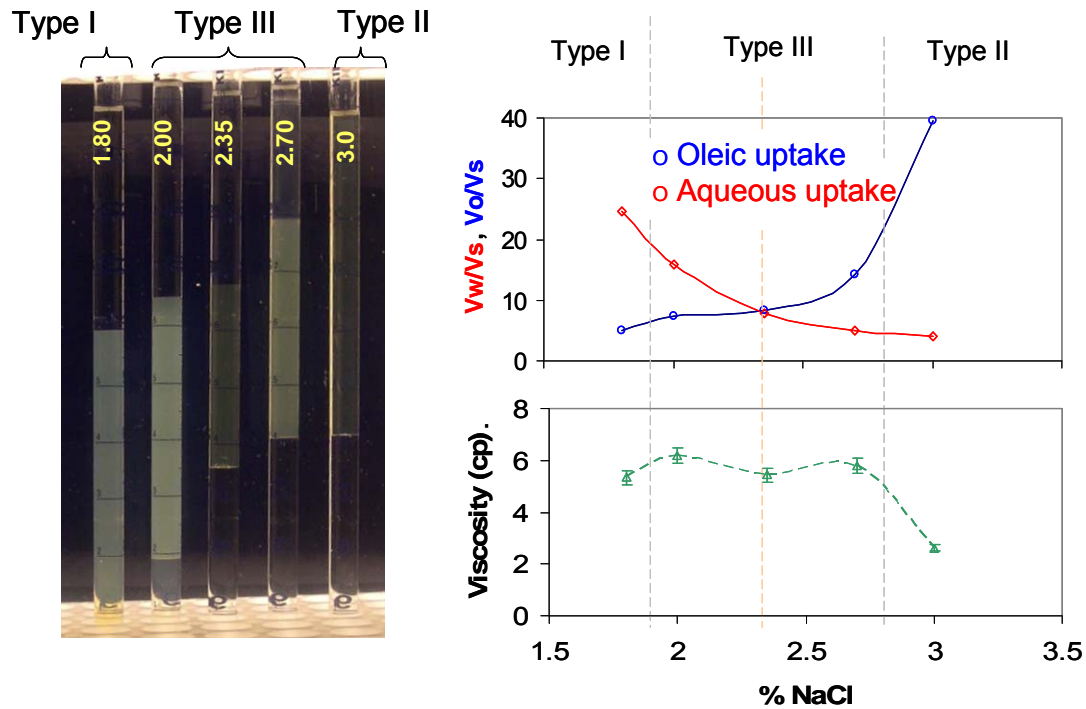 Type I Type III Type II
1.80 2.00 2.35 2.70 3.0
Type I Type III Type II
40
30
20
10
0
Vw/Vs, Vo/Vs
Oleic uptake
Aqueous uptake
8
6
4
2
0
Viscosity (cp).
1.5 2 2.5 3 3.5
% NaCl